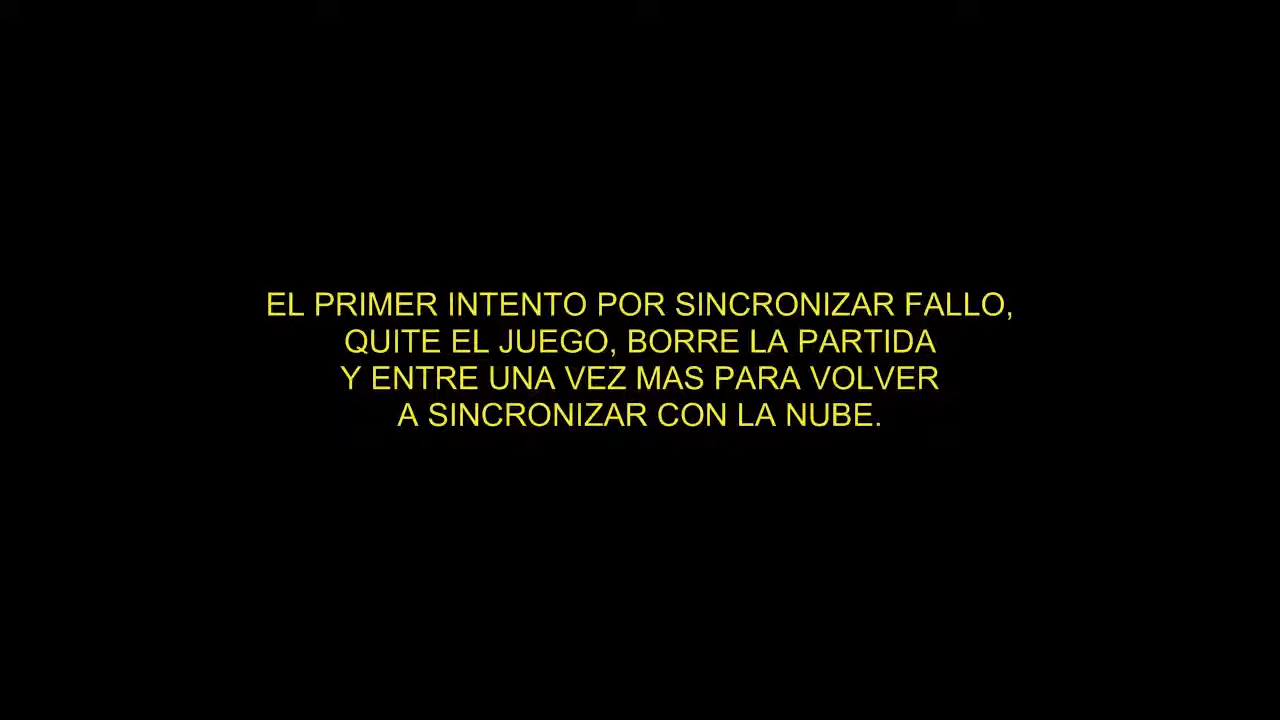 EL PRIMER INTENTO POR SINCRONIZAR FALLO,
QUITE EL JUEGO, BORRE LA PARTIDA
Y ENTRE UNA VEZ MAS PARA VOLVER
A SINCRONIZAR CON LA NUBE.